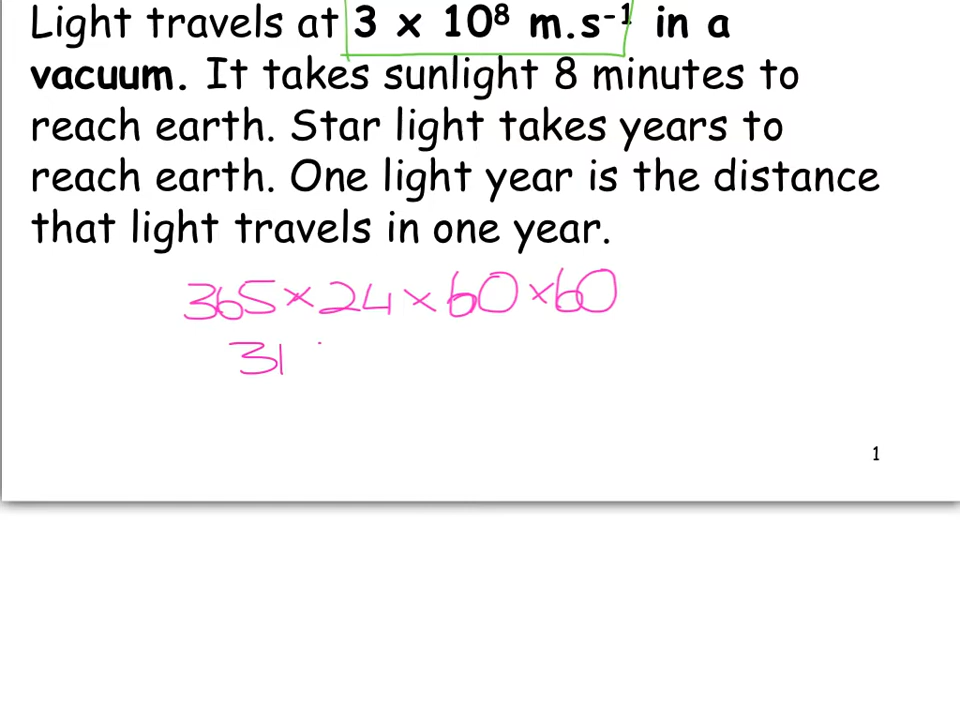 Light travels at 3 x 10⁸ m.s⁻¹ in a
vacuum. It takes sunlight 8 minutes to
reach earth. Star light takes years to
reach earth. One light year is the distance
that light travels in one year.
365 × 24 × 60 × 60
31
1